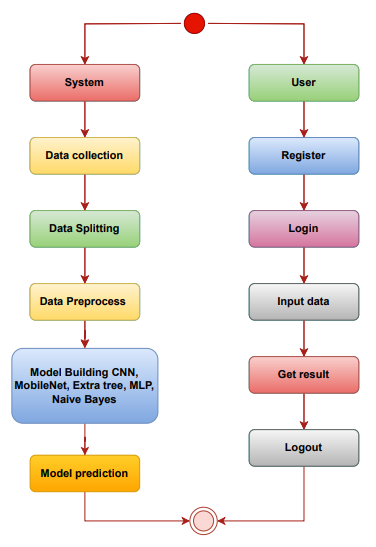 System
User
Data collection
Register
Data Splitting
Login
Data Preprocess
Input data
Model Building CNN,
MobileNet, Extra tree, MLP,
Naive Bayes
Get result
Model prediction
Logout